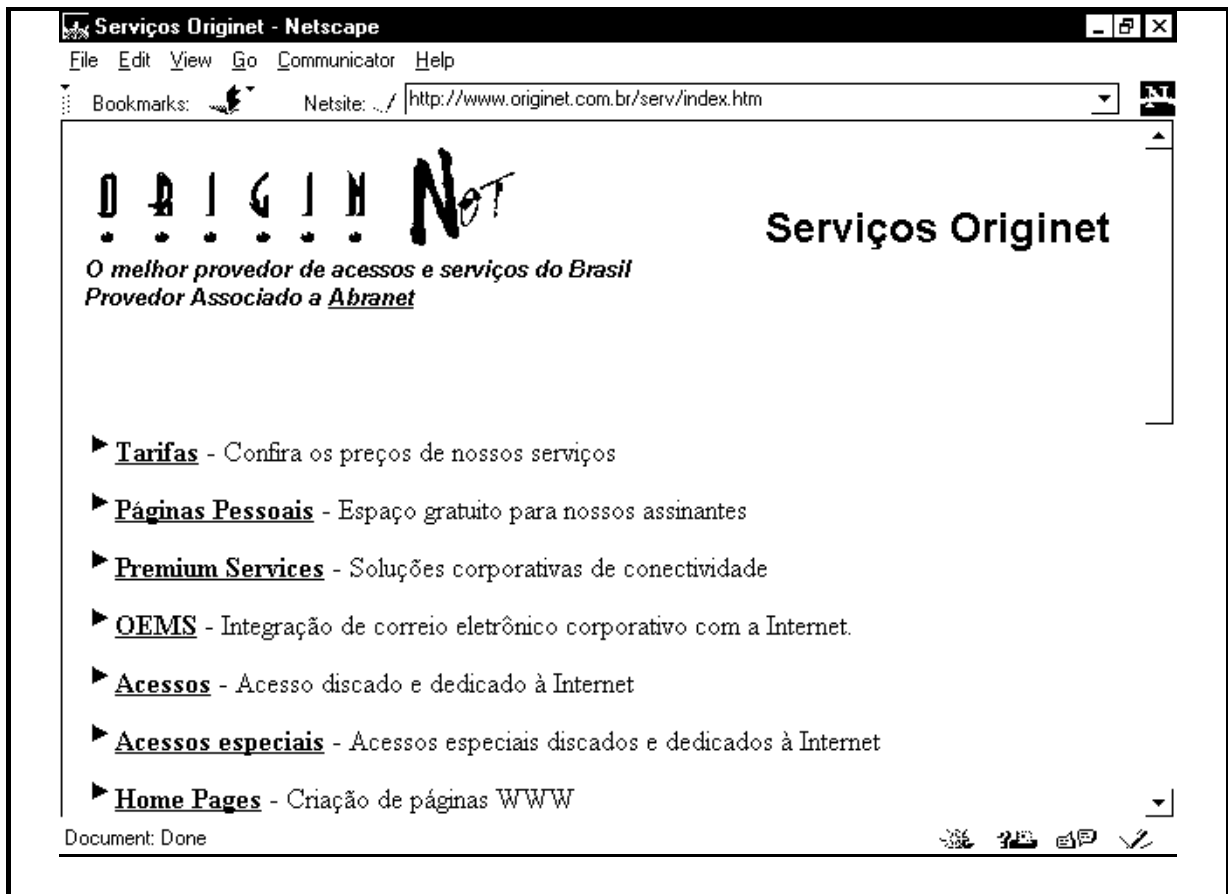 Serviços Originet - Netscape
File Edit View Go Communicator Help
Bookmarks: Netsite: http://www.originet.com.br/serv/index.htm
N
ORIGIN NeT
Serviços Originet
O melhor provedor de acessos e serviços do Brasil
Provedor Associado a Abranet
Tarifas - Confira os preços de nossos serviços
Páginas Pessoais - Espaço gratuito para nossos assinantes
Premium Services - Soluções corporativas de conectividade
OEMS - Integração de correio eletrônico corporativo com a Internet.
Acessos - Acesso discado e dedicado à Internet
Acessos especiais - Acessos especiais discados e dedicados à Internet
Home Pages - Criação de páginas WWW
Document: Done